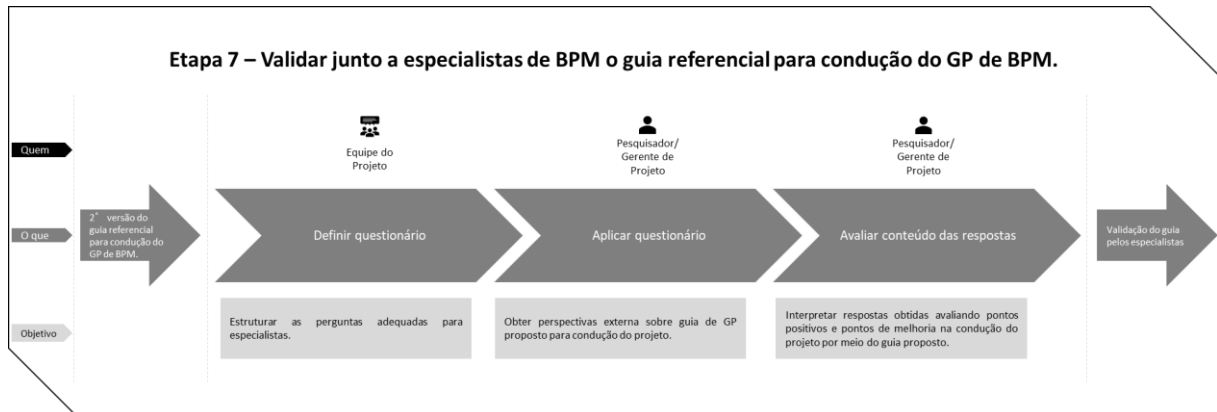 Etapa 7 – Validar junto a especialistas de BPM o guia referencial para condução do GP de BPM.
Quem
Equipe do
Projeto
Pesquisador/
Gerente de
Projeto
Pesquisador/
Gerente de
Projeto
O que
2ª versão do
guia referencial
para condução do
GP de BPM.
Definir questionário
Aplicar questionário
Avaliar conteúdo das respostas
Validação do guia
pelos especialistas
Objetivo
Estruturar as perguntas adequadas para
especialistas.
Obter perspectivas externa sobre guia de GP
proposto para condução do projeto.
Interpretar respostas obtidas avaliando pontos
positivos e pontos de melhoria na condução do
projeto por meio do guia proposto.